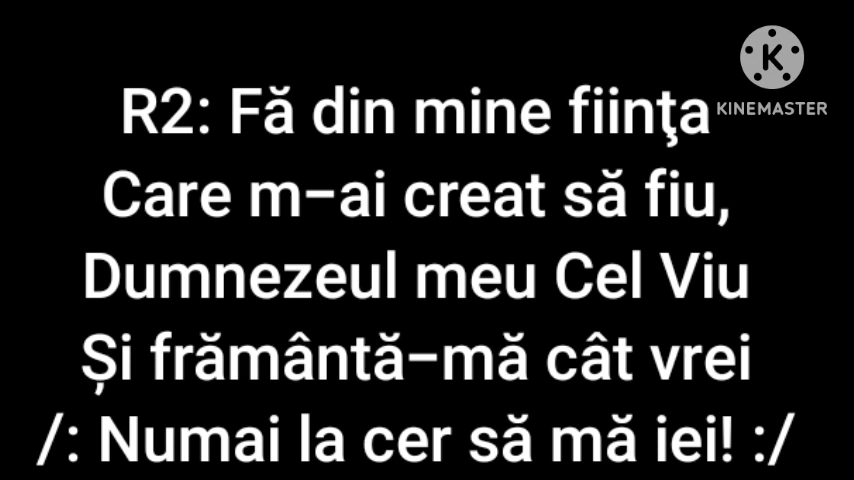 K
KINEMASTER
R2: Fă din mine fiinţa
Care m-ai creat să fiu,
Dumnezeul meu Cel Viu
Și frământă-mă cât vrei
/: Numai la cer să mă iei! :/